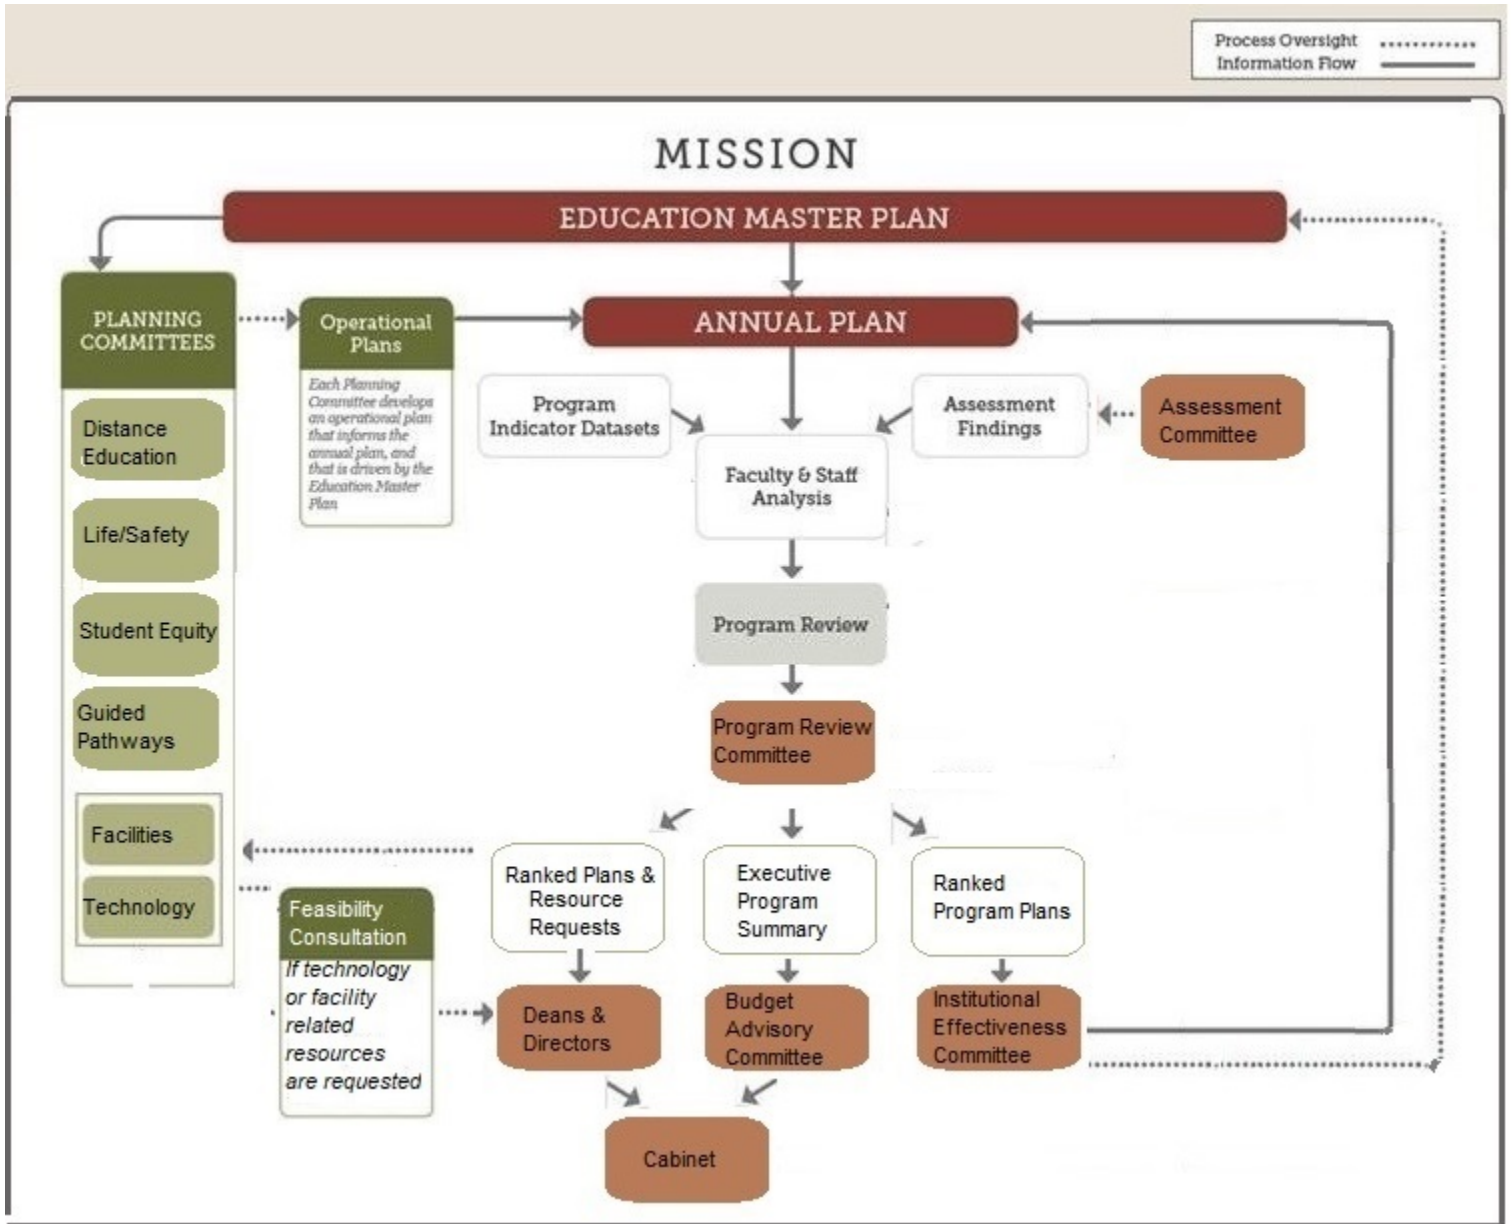 Process Oversight
Information Flow
MISSION
EDUCATION MASTER PLAN
PLANNING
COMMITTEES
Operational
Plans
ANNUAL PLAN
Each Planning
Committee develops
an operational plan
that informs the
annual plan, and
that is driven by the
Education Master
Plan
Program
Indicator Datasets
Assessment
Findings
Assessment
Committee
Distance
Education
Faculty & Staff
Analysis
Life/Safety
Student Equity
Program Review
Guided
Pathways
Program Review
Committee
Facilities
Technology
Ranked Plans &
Resource
Requests
Executive
Program
Summary
Ranked
Program Plans
Feasibility
Consultation
If technology
or facility
related
resources
are requested
Deans &
Directors
Budget
Advisory
Committee
Institutional
Effectiveness
Committee
Cabinet